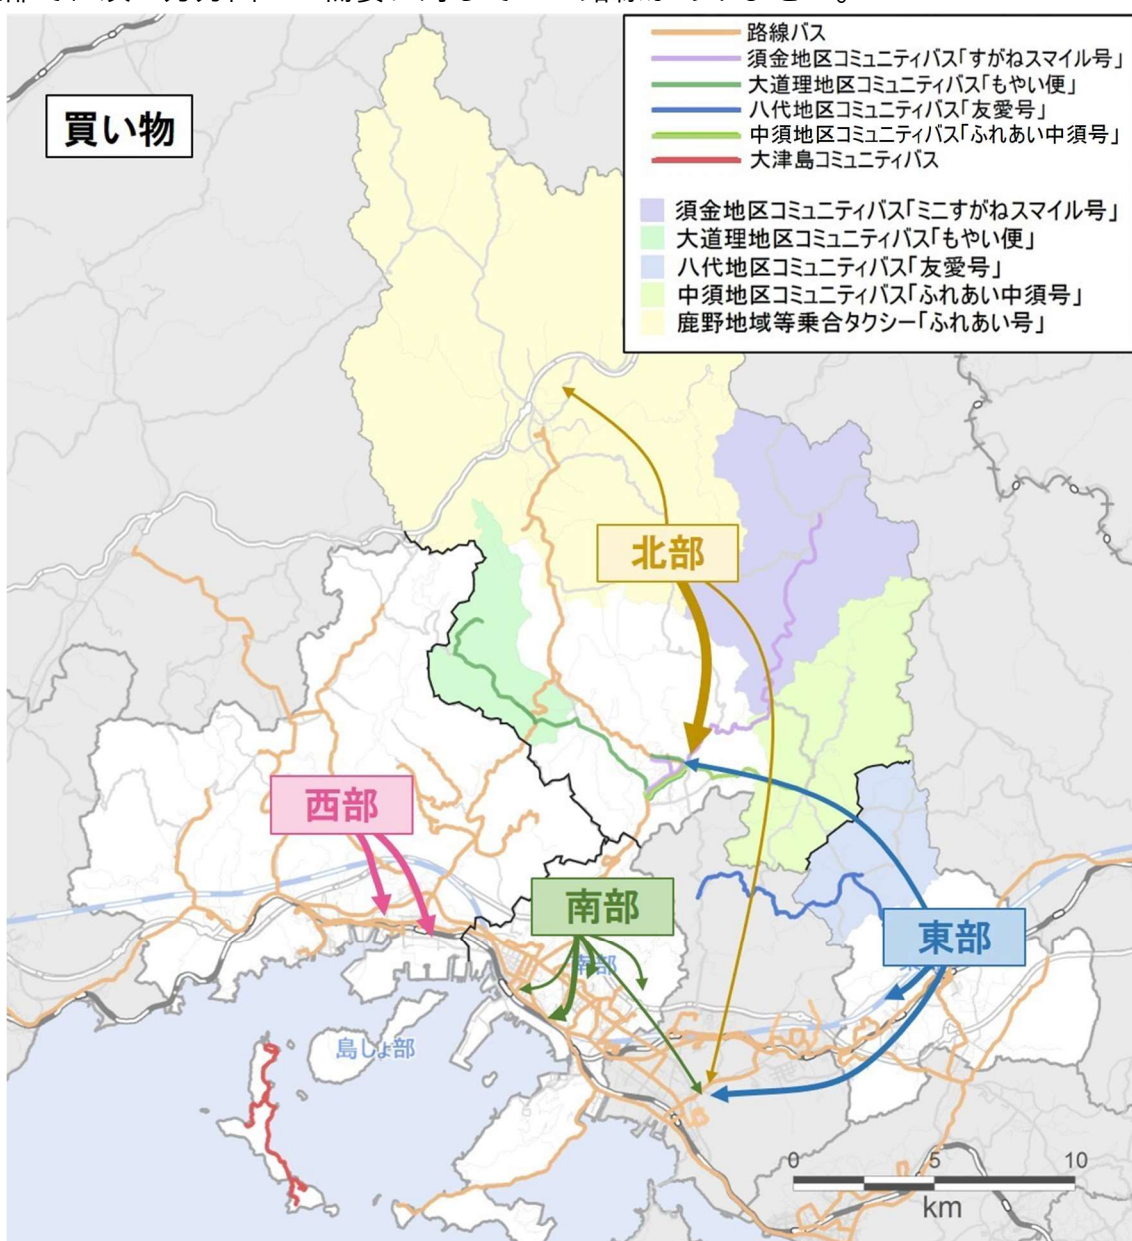 買い物
路線バス
須金地区コミュニティバス「すがねスマイル号」
大道理地区コミュニティバス「もやい便」
八代地区コミュニティバス「友愛号」
中須地区コミュニティバス「ふれあい中須号」
大津島コミュニティバス
須金地区コミュニティバス「ミニすがねスマイル号」
大道理地区コミュニティバス「もやい便」
八代地区コミュニティバス「友愛号」
中須地区コミュニティバス「ふれあい中須号」
鹿野地域等乗合タクシー「ふれあい号」
北部
西部
南部
東部
南部
島しょ部
0 5 10
km